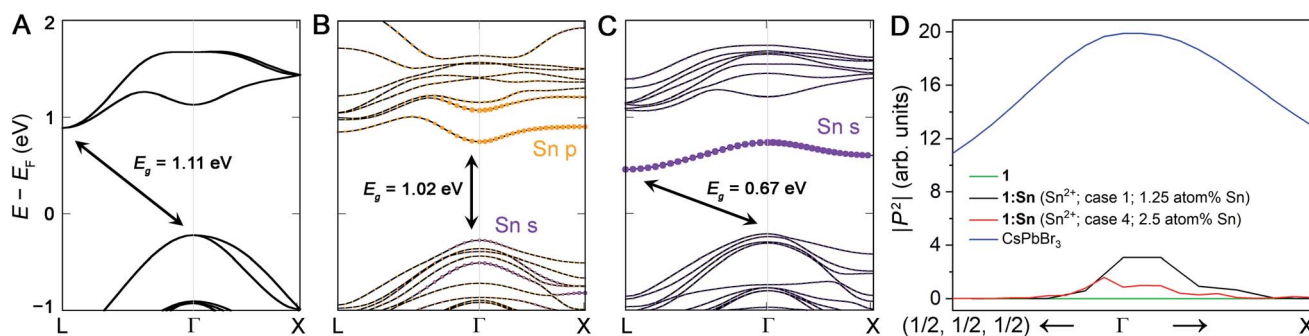 A
B
C
D
E − E_F (eV)
2
1
0
−1
E_g = 1.11 eV
L Γ X
E_g = 1.02 eV
Sn p
Sn s
L Γ X
Sn s
E_g = 0.67 eV
L Γ X
|P²| (arb. units)
20
16
12
8
4
0
1
1:Sn (Sn²⁺; case 1; 1.25 atom% Sn)
1:Sn (Sn²⁺; case 4; 2.5 atom% Sn)
CsPbBr₃
(1/2, 1/2, 1/2) ← Γ → X